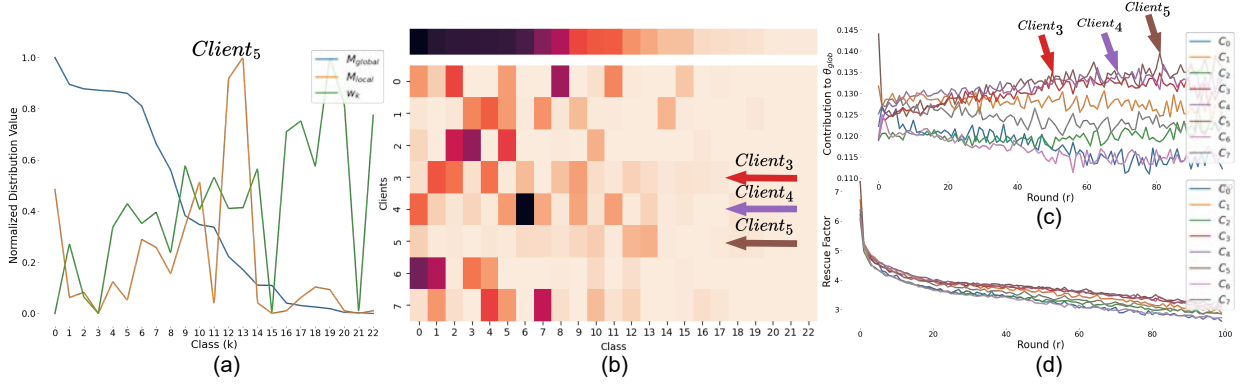 Client5
M_global
M_local
w_k
Normalized Distribution Value
1.0
0.8
0.6
0.4
0.2
0.0
0 1 2 3 4 5 6 7 8 9 10 11 12 13 14 15 16 17 18 19 20 21 22
Class (k)
(a)
Clients
0
1
2
3
4
5
6
7
Client3
Client4
Client5
0 1 2 3 4 5 6 7 8 9 10 11 12 13 14 15 16 17 18 19 20 21 22
Class
(b)
Client3
Client4
Client5
Contribution to θ_glob
0.145
0.140
0.135
0.130
0.125
0.120
0.115
0.110
C0
C1
C2
C3
C4
C5
C6
C7
0 20 40 60 80
Round (r)
(c)
Rescue Factor
7
6
5
4
3
C0
C1
C2
C3
C4
C5
C6
C7
0 20 40 60 80 100
Round (r)
(d)